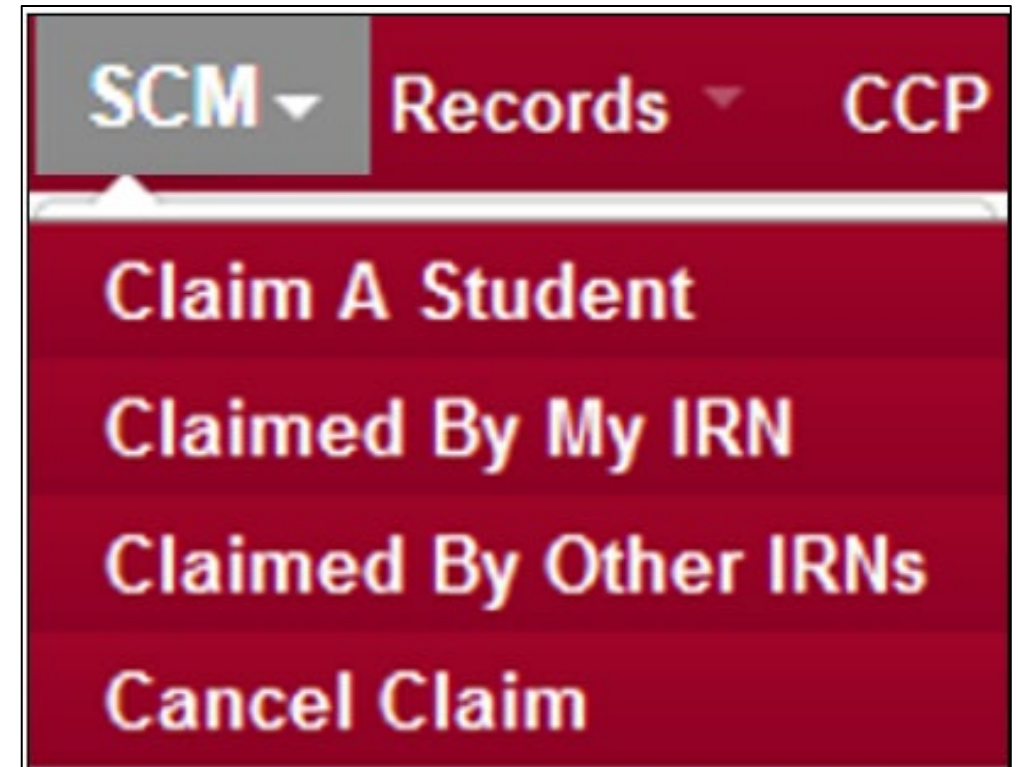 SCM Records CCP
Claim A Student
Claimed By My IRN
Claimed By Other IRNs
Cancel Claim